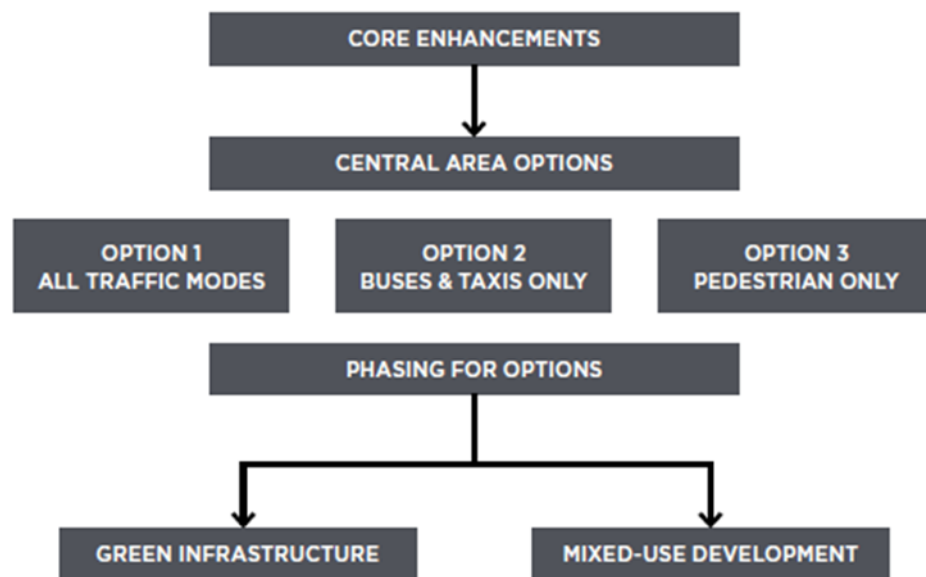 CORE ENHANCEMENTS
CENTRAL AREA OPTIONS
OPTION 1
ALL TRAFFIC MODES
OPTION 2
BUSES & TAXIS ONLY
OPTION 3
PEDESTRIAN ONLY
PHASING FOR OPTIONS
GREEN INFRASTRUCTURE
MIXED-USE DEVELOPMENT